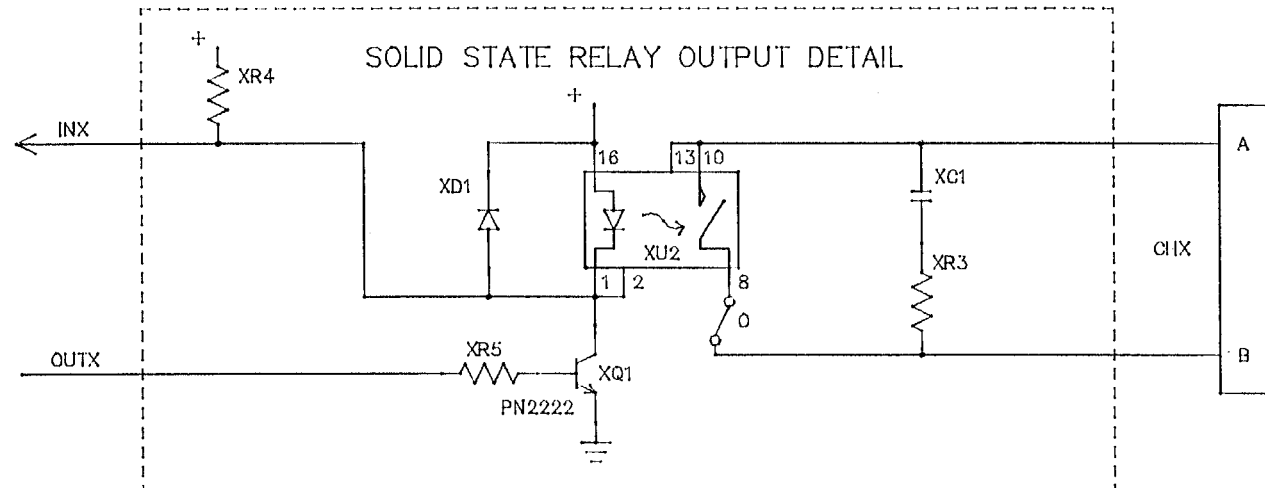 +
XR4
SOLID STATE RELAY OUTPUT DETAIL
+
INX
16
13 10
A
XD1
XC1
XU2
XR3
CHX
1 2
8
0
OUTX
XR5
XQ1
B
PN2222